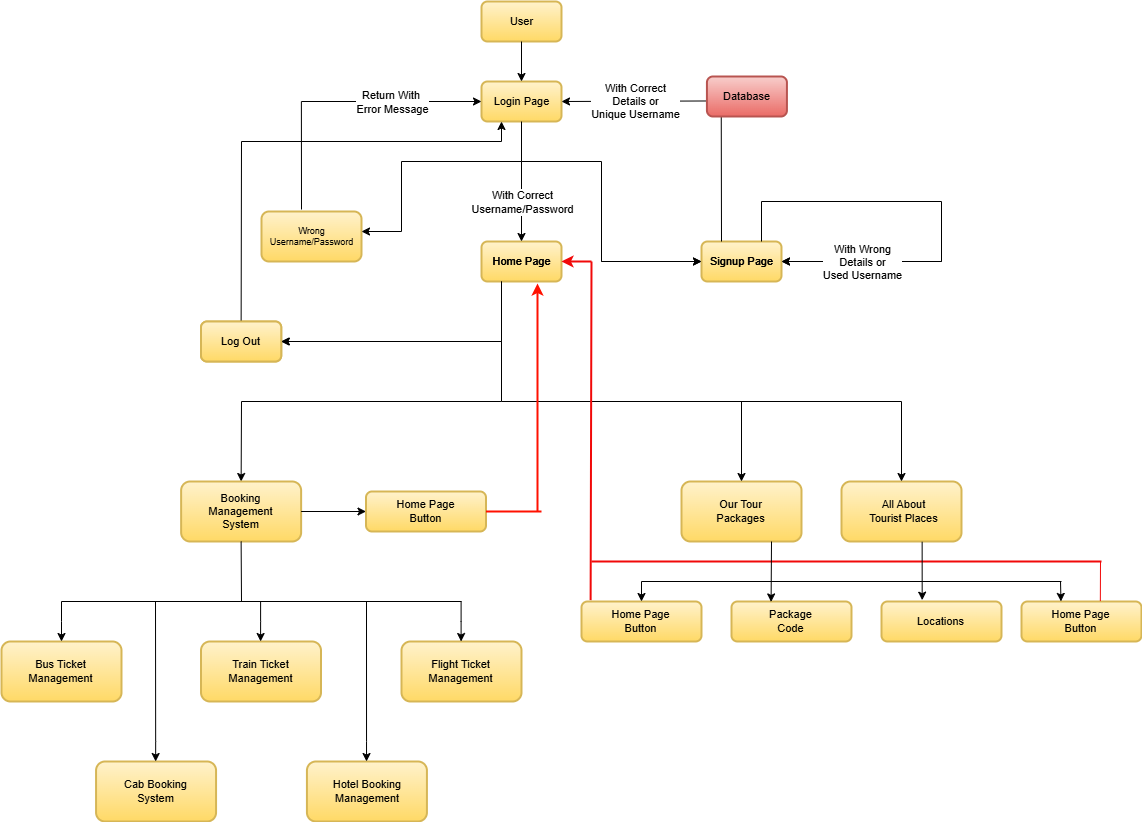 User
Login Page
Return With
Error Message
With Correct
Details or
Unique Username
Database
With Correct
Username/Password
Wrong
Username/Password
Home Page
Signup Page
With Wrong
Details or
Used Username
Log Out
Booking
Management
System
Home Page
Button
Our Tour
Packages
All About
Tourist Places
Home Page
Button
Package
Code
Locations
Home Page
Button
Bus Ticket
Management
Train Ticket
Management
Flight Ticket
Management
Cab Booking
System
Hotel Booking
Management